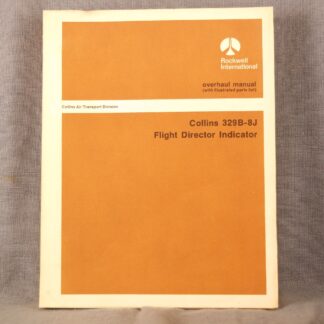 Rockwell
International
overhaul manual
(with illustrated parts list)
Collins Air Transport Division
Collins 329B-8J
Flight Director Indicator